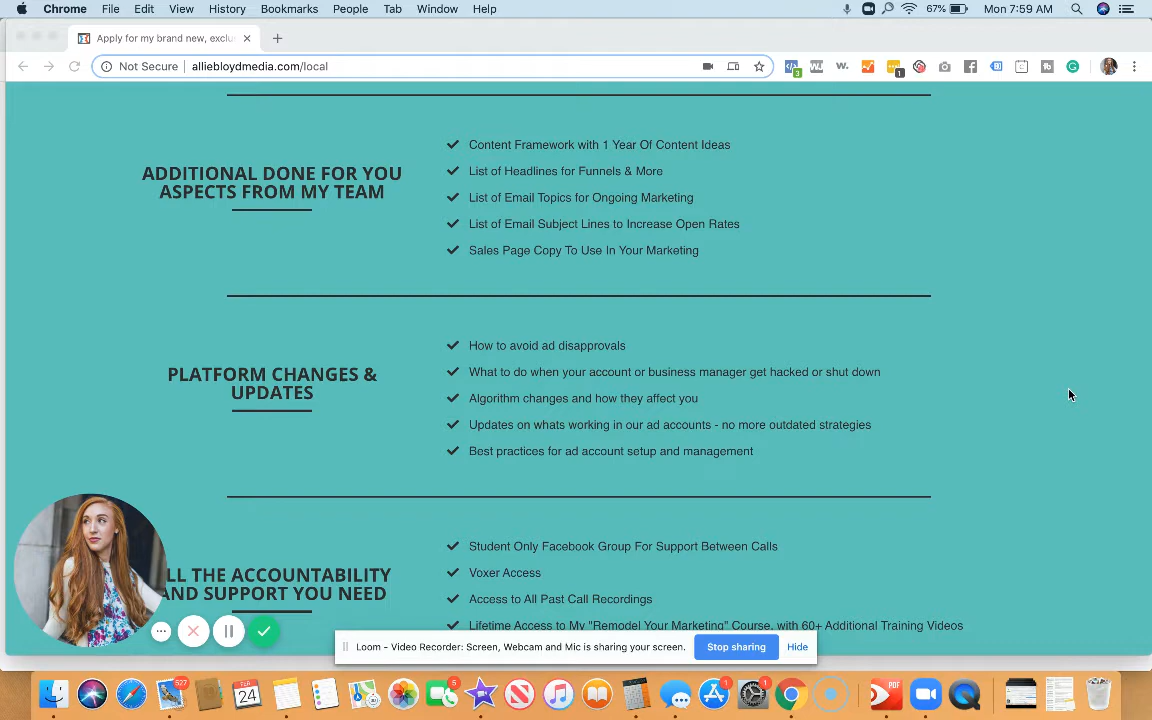 Chrome File Edit View History Bookmarks People Tab Window Help 67% Mon 7:59 AM
Apply for my brand new, exclu
Not Secure alliebloydmedia.com/local
3
1
ADDITIONAL DONE FOR YOU
ASPECTS FROM MY TEAM
Content Framework with 1 Year Of Content Ideas
List of Headlines for Funnels & More
List of Email Topics for Ongoing Marketing
List of Email Subject Lines to Increase Open Rates
Sales Page Copy To Use In Your Marketing
PLATFORM CHANGES &
UPDATES
How to avoid ad disapprovals
What to do when your account or business manager get hacked or shut down
Algorithm changes and how they affect you
Updates on whats working in our ad accounts - no more outdated strategies
Best practices for ad account setup and management
LL THE ACCOUNTABILITY
AND SUPPORT YOU NEED
Student Only Facebook Group For Support Between Calls
Voxer Access
Access to All Past Call Recordings
Lifetime Access to My "Remodel Your Marketing" Course, with 60+ Additional Training Videos
Loom - Video Recorder: Screen, Webcam and Mic is sharing your screen. Stop sharing Hide
527
FEB
24
5
1
1
PDF